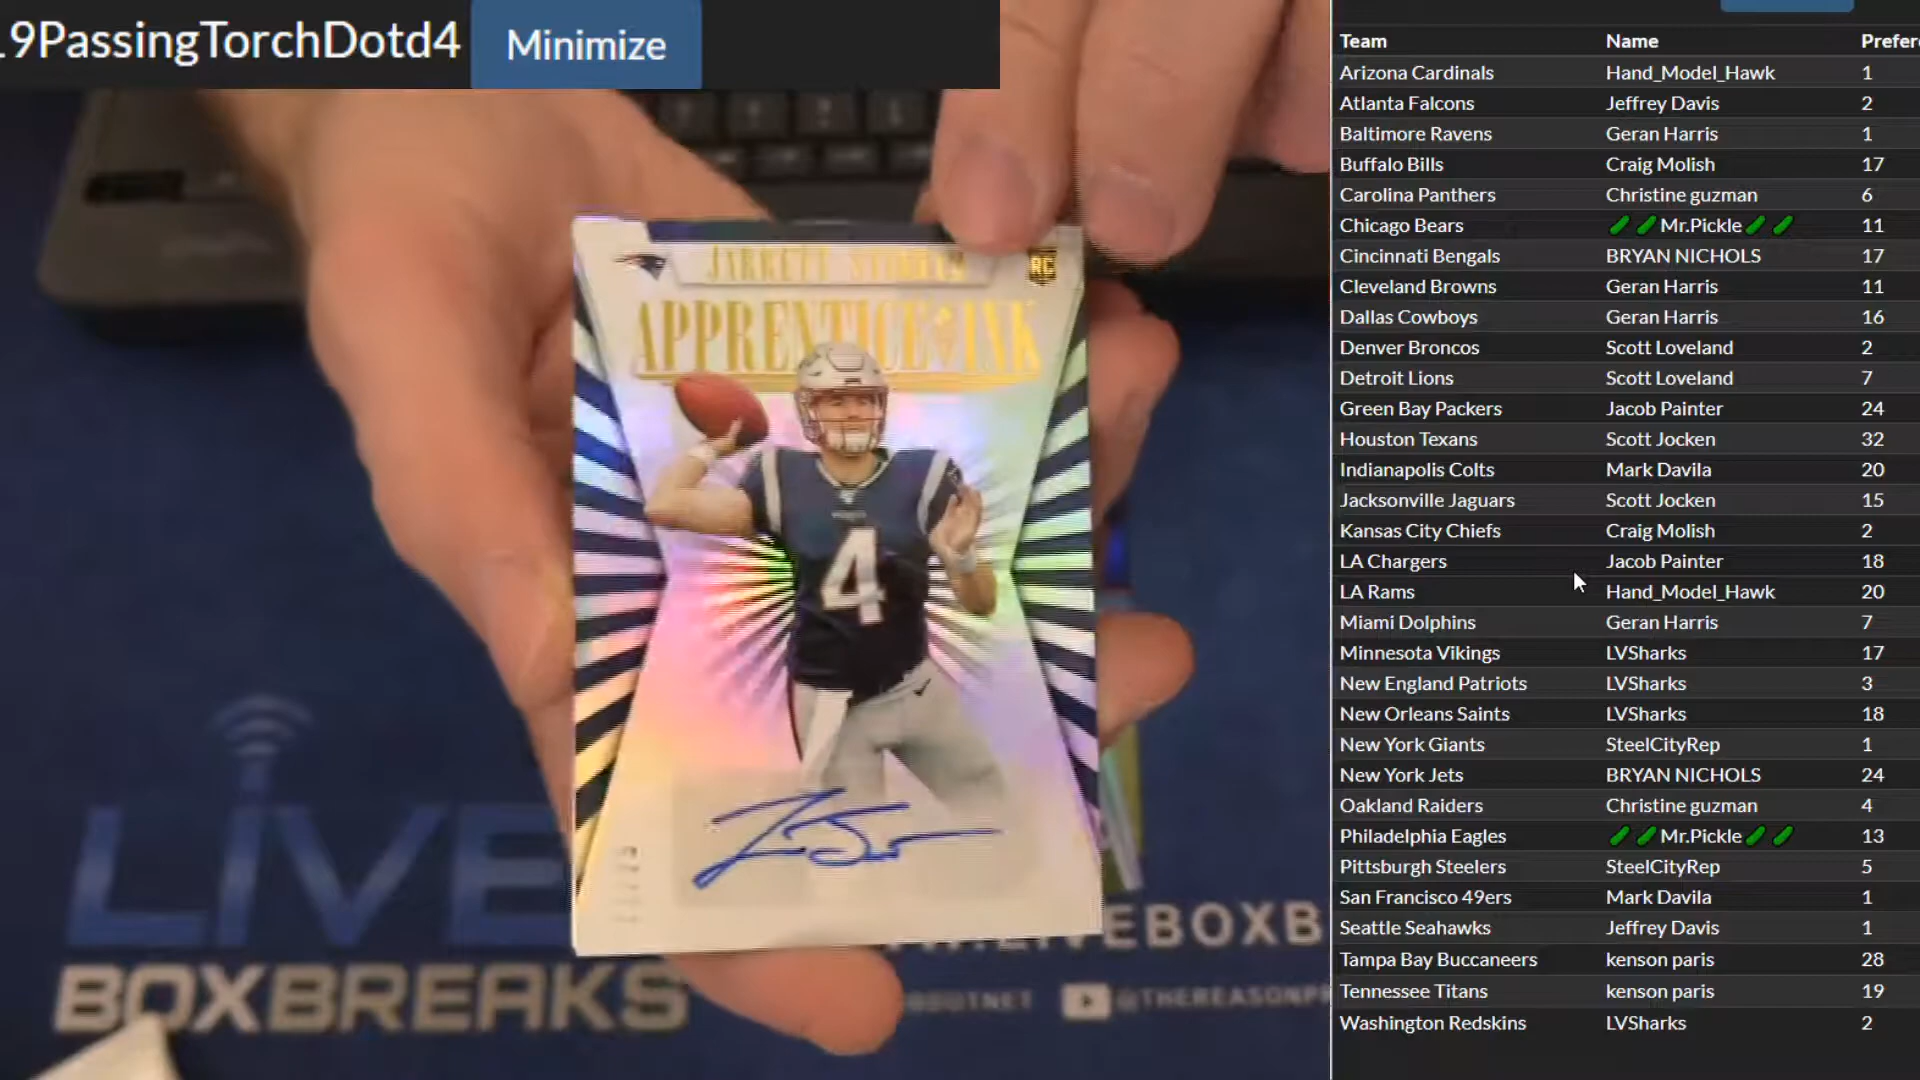 19PassingTorchDotd4 Minimize
JARRETT STIDHAM
RC
APPRENTICE INK
4
LIVE
BOXBREAKS
LIVEBOXB
@THEREASONPR
Team Name Prefere
Arizona Cardinals Hand_Model_Hawk 1
Atlanta Falcons Jeffrey Davis 2
Baltimore Ravens Geran Harris 1
Buffalo Bills Craig Molish 17
Carolina Panthers Christine guzman 6
Chicago Bears Mr.Pickle 11
Cincinnati Bengals BRYAN NICHOLS 17
Cleveland Browns Geran Harris 11
Dallas Cowboys Geran Harris 16
Denver Broncos Scott Loveland 2
Detroit Lions Scott Loveland 7
Green Bay Packers Jacob Painter 24
Houston Texans Scott Jocken 32
Indianapolis Colts Mark Davila 20
Jacksonville Jaguars Scott Jocken 15
Kansas City Chiefs Craig Molish 2
LA Chargers Jacob Painter 18
LA Rams Hand_Model_Hawk 20
Miami Dolphins Geran Harris 7
Minnesota Vikings LVSharks 17
New England Patriots LVSharks 3
New Orleans Saints LVSharks 18
New York Giants SteelCityRep 1
New York Jets BRYAN NICHOLS 24
Oakland Raiders Christine guzman 4
Philadelphia Eagles Mr.Pickle 13
Pittsburgh Steelers SteelCityRep 5
San Francisco 49ers Mark Davila 1
Seattle Seahawks Jeffrey Davis 1
Tampa Bay Buccaneers kenson paris 28
Tennessee Titans kenson paris 19
Washington Redskins LVSharks 2